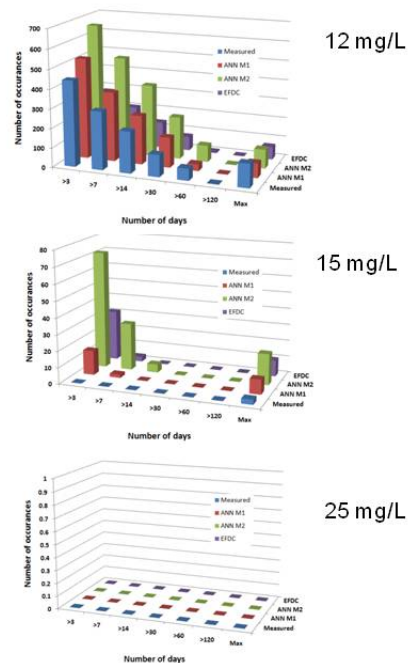 12 mg/L
Number of occurances
700
600
500
400
300
200
100
0
Measured
ANN M1
ANN M2
EFDC
>3
>7
>14
>30
>60
>120
Max
EFDC
ANN M2
ANN M1
Measured
Number of days
15 mg/L
Number of occurances
80
70
60
50
40
30
20
10
0
Measured
ANN M1
ANN M2
EFDC
>3
>7
>14
>30
>60
>120
Max
EFDC
ANN M2
ANN M1
Measured
Number of days
25 mg/L
Number of occurances
1
0.9
0.8
0.7
0.6
0.5
0.4
0.3
0.2
0.1
0
Measured
ANN M1
ANN M2
EFDC
>3
>7
>14
>30
>60
>120
Max
EFDC
ANN M2
ANN M1
Measured
Number of days